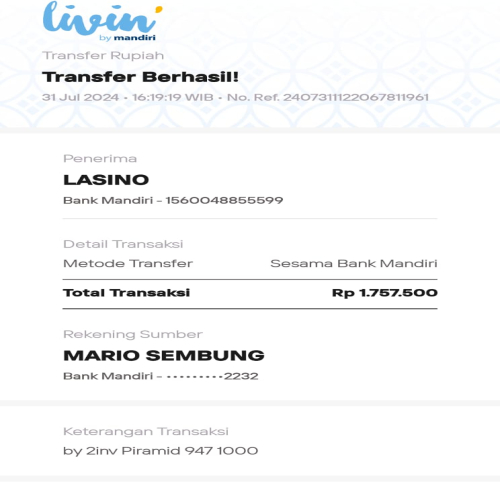 livin'
by mandiri
Transfer Rupiah
Transfer Berhasil!
31 Jul 2024 • 16:19:19 WIB • No. Ref. 2407311122067811961
Penerima
LASINO
Bank Mandiri - 1560048855599
Detail Transaksi
Metode Transfer Sesama Bank Mandiri
Total Transaksi Rp 1.757.500
Rekening Sumber
MARIO SEMBUNG
Bank Mandiri - •••••••••2232
Keterangan Transaksi
by 2inv Piramid 947 1000